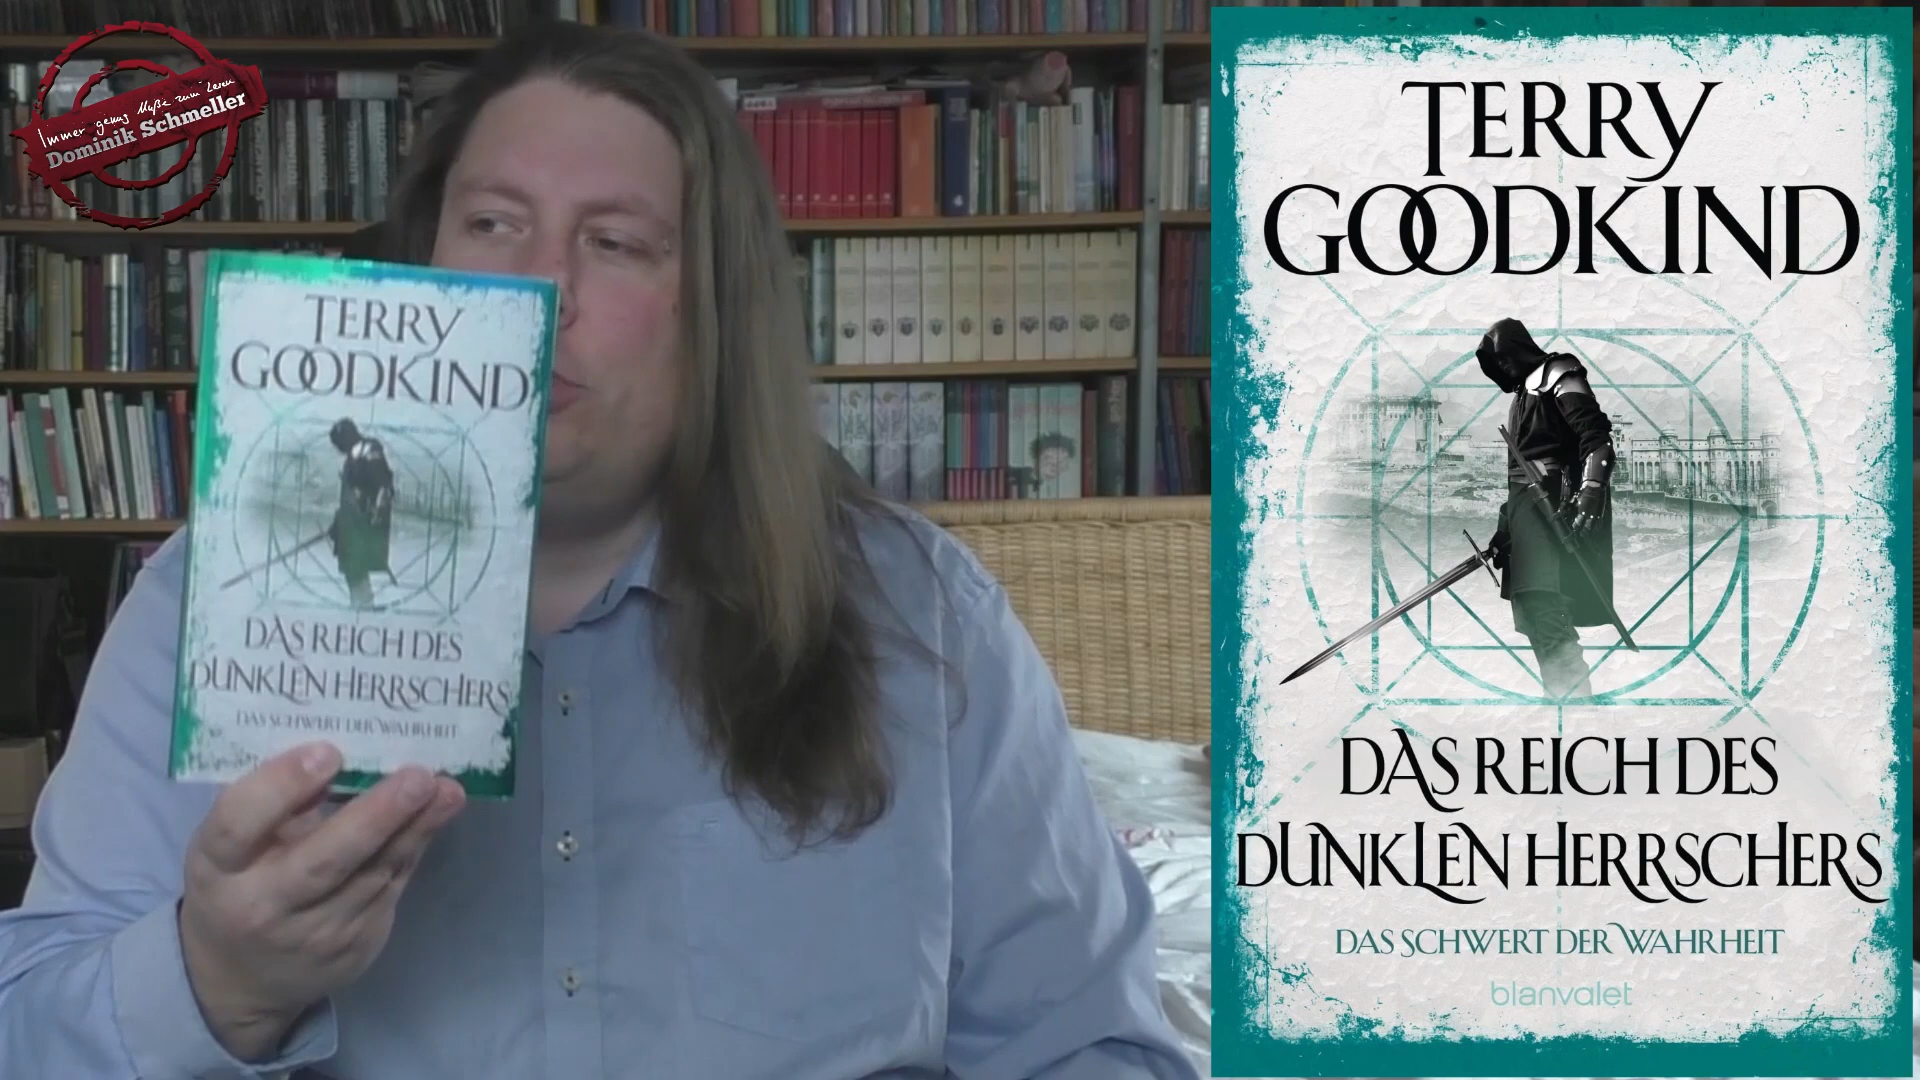 Immer genug Muße zum Lesen
Dominik Schmeller
TERRY
GOODKIND
DAS REICH DES
DUNKLEN HERRSCHERS
DAS SCHWERT DER WAHRHEIT
TERRY
GOODKIND
DAS REICH DES
DUNKLEN HERRSCHERS
DAS SCHWERT DER WAHRHEIT
blanvalet